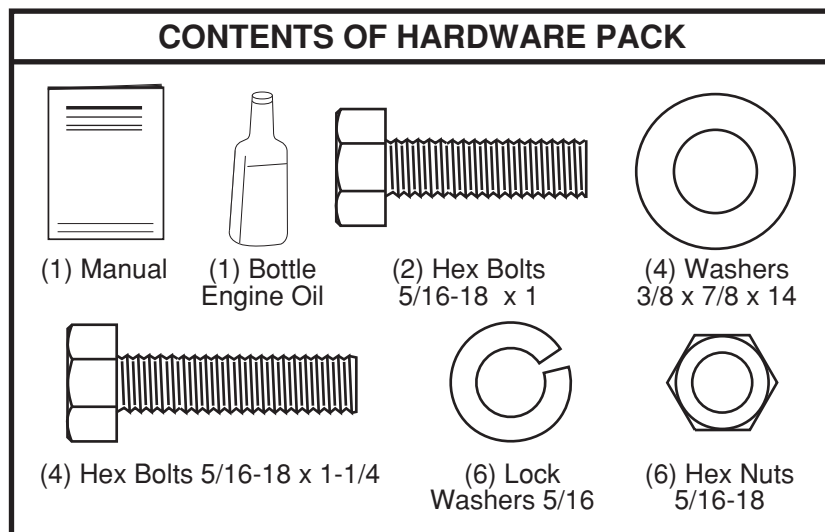 CONTENTS OF HARDWARE PACK
(1) Manual
(1) Bottle
Engine Oil
(2) Hex Bolts
5/16-18 x 1
(4) Washers
3/8 x 7/8 x 14
(4) Hex Bolts 5/16-18 x 1-1/4
(6) Lock
Washers 5/16
(6) Hex Nuts
5/16-18